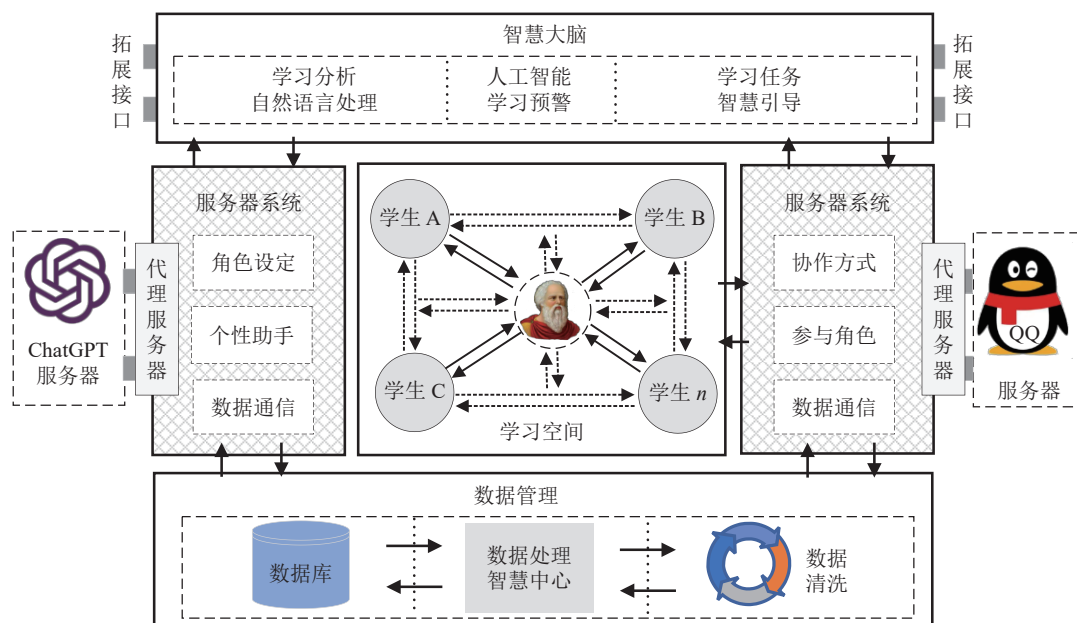 智慧大脑
拓展接口
学习分析
自然语言处理
人工智能
学习预警
学习任务
智慧引导
拓展接口
ChatGPT
服务器
代理服务器
服务器系统
角色设定
个性助手
数据通信
学生 A
学生 B
学生 C
学生 n
学习空间
服务器系统
协作方式
参与角色
数据通信
代理服务器
QQ
服务器
数据管理
数据库
数据处理
智慧中心
数据
清洗